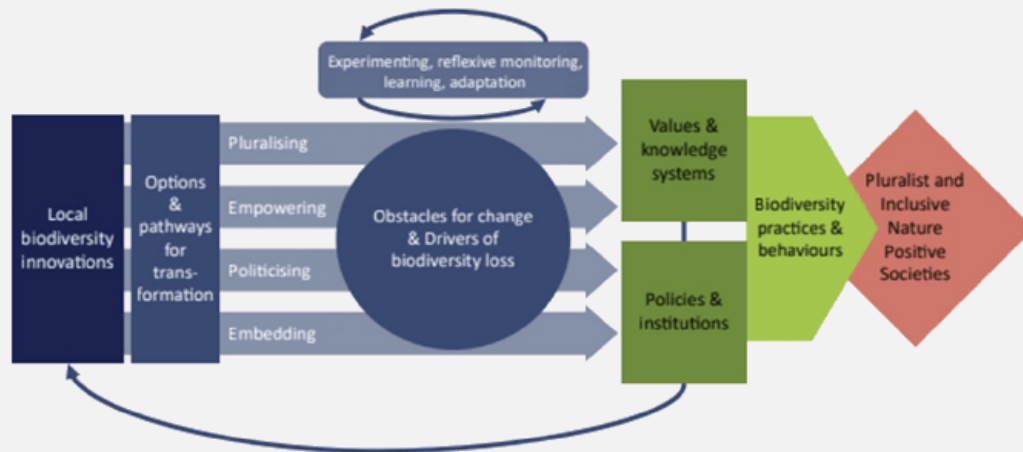 Experimenting, reflexive monitoring,
learning, adaptation
Local
biodiversity
innovations
Options
&
pathways
for
trans-
formation
Pluralising
Empowering
Politicising
Embedding
Obstacles for change
& Drivers of
biodiversity loss
Values &
knowledge
systems
Policies &
institutions
Biodiversity
practices &
behaviours
Pluralist and
Inclusive
Nature
Positive
Societies